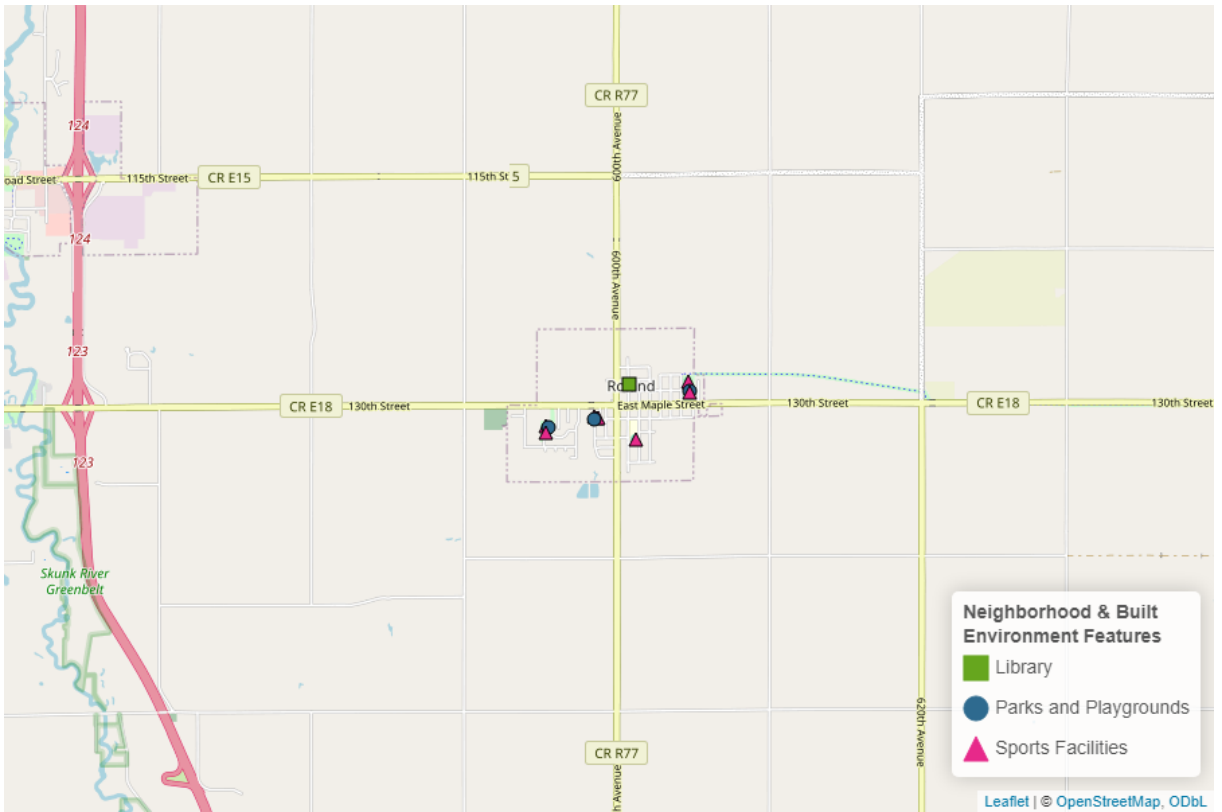 CR R77
124
600th Avenue
oad Street
115th Street
CR E15
115th St
5
124
600th Avenue
123
CR E18
130th Street
East Maple Street
130th Street
CR E18
130th Street
123
Skunk River
Greenbelt
Neighborhood & Built
Environment Features
Library
Parks and Playgrounds
Sports Facilities
620th Avenue
CR R77
h Avenue
Leaflet | © OpenStreetMap, ODbL